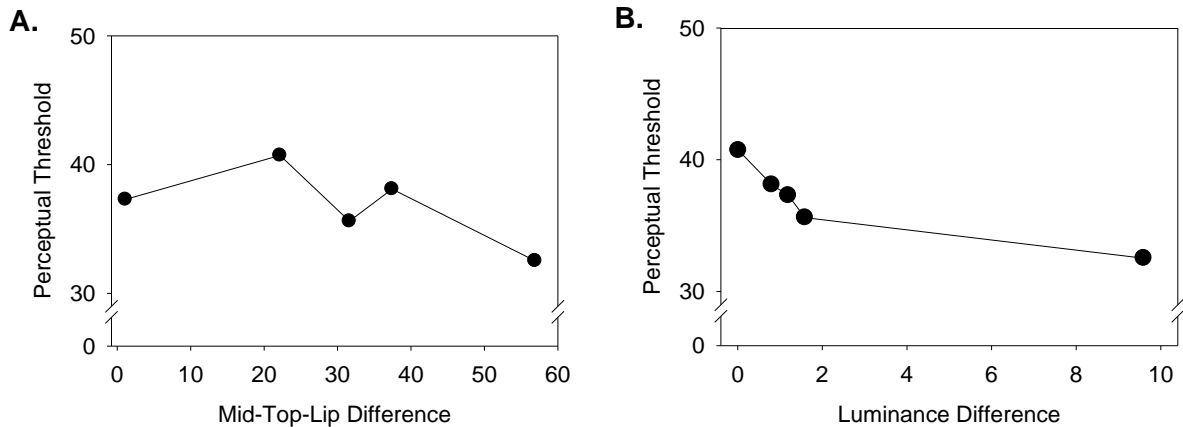 A.
50
40
30
0
Perceptual Threshold
0 10 20 30 40 50 60
Mid-Top-Lip Difference
B.
50
40
30
0
Perceptual Threshold
0 2 4 6 8 10
Luminance Difference